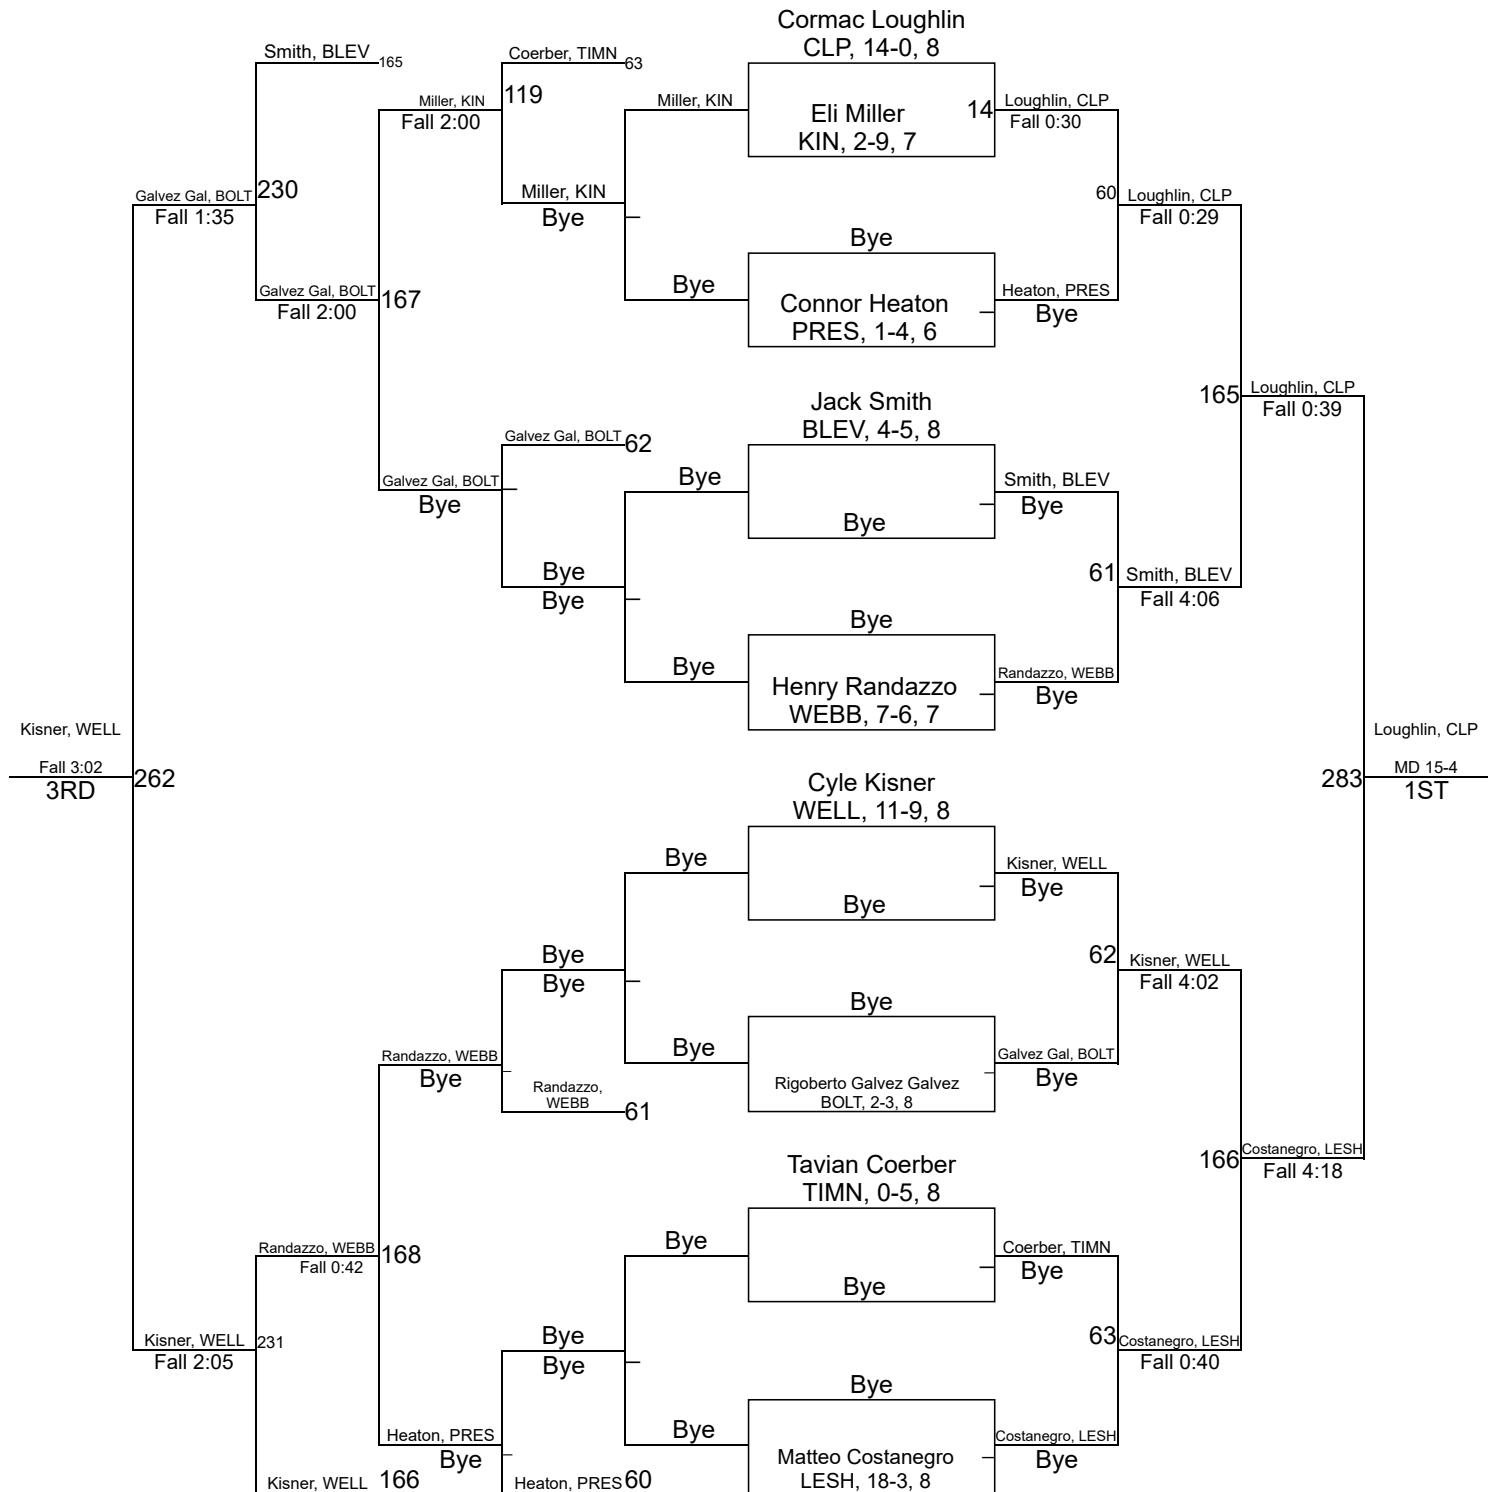 Cormac Loughlin
CLP, 14-0, 8
Smith, BLEV
165
Coerber, TIMN
63
Miller, KIN
Fall 2:00
119
Miller, KIN
Eli Miller
KIN, 2-9, 7
14
Loughlin, CLP
Fall 0:30
Galvez Gal, BOLT
Fall 1:35
230
Miller, KIN
Bye
60
Loughlin, CLP
Fall 0:29
Bye
Galvez Gal, BOLT
Fall 2:00
167
Bye
Connor Heaton
PRES, 1-4, 6
Heaton, PRES
Bye
Jack Smith
BLEV, 4-5, 8
165
Loughlin, CLP
Fall 0:39
Galvez Gal, BOLT
62
Galvez Gal, BOLT
Bye
Bye
Bye
Smith, BLEV
Bye
Bye
Bye
61
Smith, BLEV
Fall 4:06
Bye
Bye
Henry Randazzo
WEBB, 7-6, 7
Randazzo, WEBB
Bye
Kisner, WELL
Fall 3:02
3RD
262
Loughlin, CLP
283
MD 15-4
1ST
Cyle Kisner
WELL, 11-9, 8
Bye
Bye
Kisner, WELL
Bye
Bye
Bye
62
Kisner, WELL
Fall 4:02
Bye
Randazzo, WEBB
Bye
Bye
Rigoberto Galvez Galvez
BOLT, 2-3, 8
Galvez Gal, BOLT
Bye
Randazzo,
WEBB
61
Tavian Coerber
TIMN, 0-5, 8
166
Costanegro, LESH
Fall 4:18
Randazzo, WEBB
Fall 0:42
168
Bye
Bye
Coerber, TIMN
Bye
Kisner, WELL
Fall 2:05
231
Bye
Bye
63
Costanegro, LESH
Fall 0:40
Bye
Heaton, PRES
Bye
Bye
Matteo Costanegro
LESH, 18-3, 8
Costanegro, LESH
Bye
Kisner, WELL
166
Heaton, PRES
60